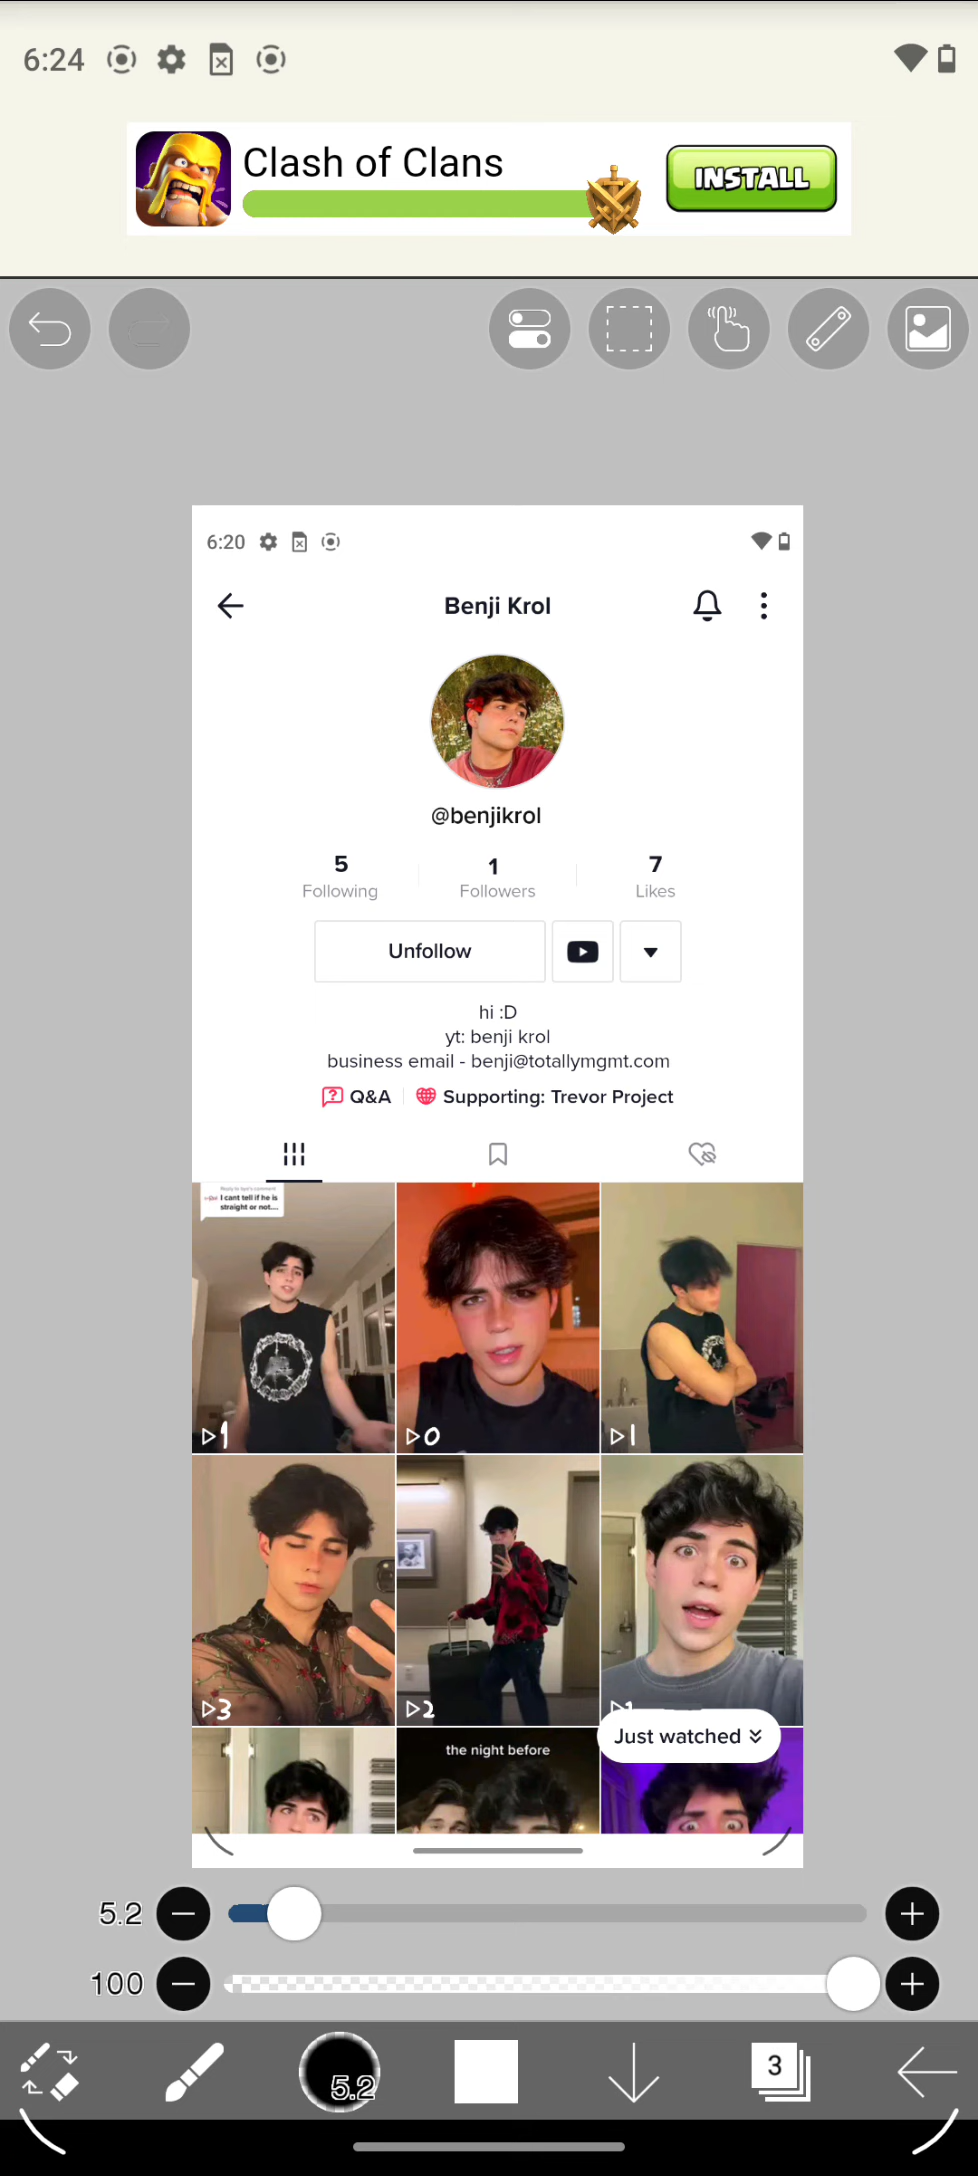 6:24
Clash of Clans
INSTALL
6:20
Benji Krol
@benjikrol
5 1 7
Following Followers Likes
Unfollow
hi :D
yt: benji krol
business email - benji@totallymgmt.com
Q&A Supporting: Trevor Project
I cant tell if he is
straight or not....
1 0 1
3 2 1
Just watched
the night before
5.2
100
5.2
3